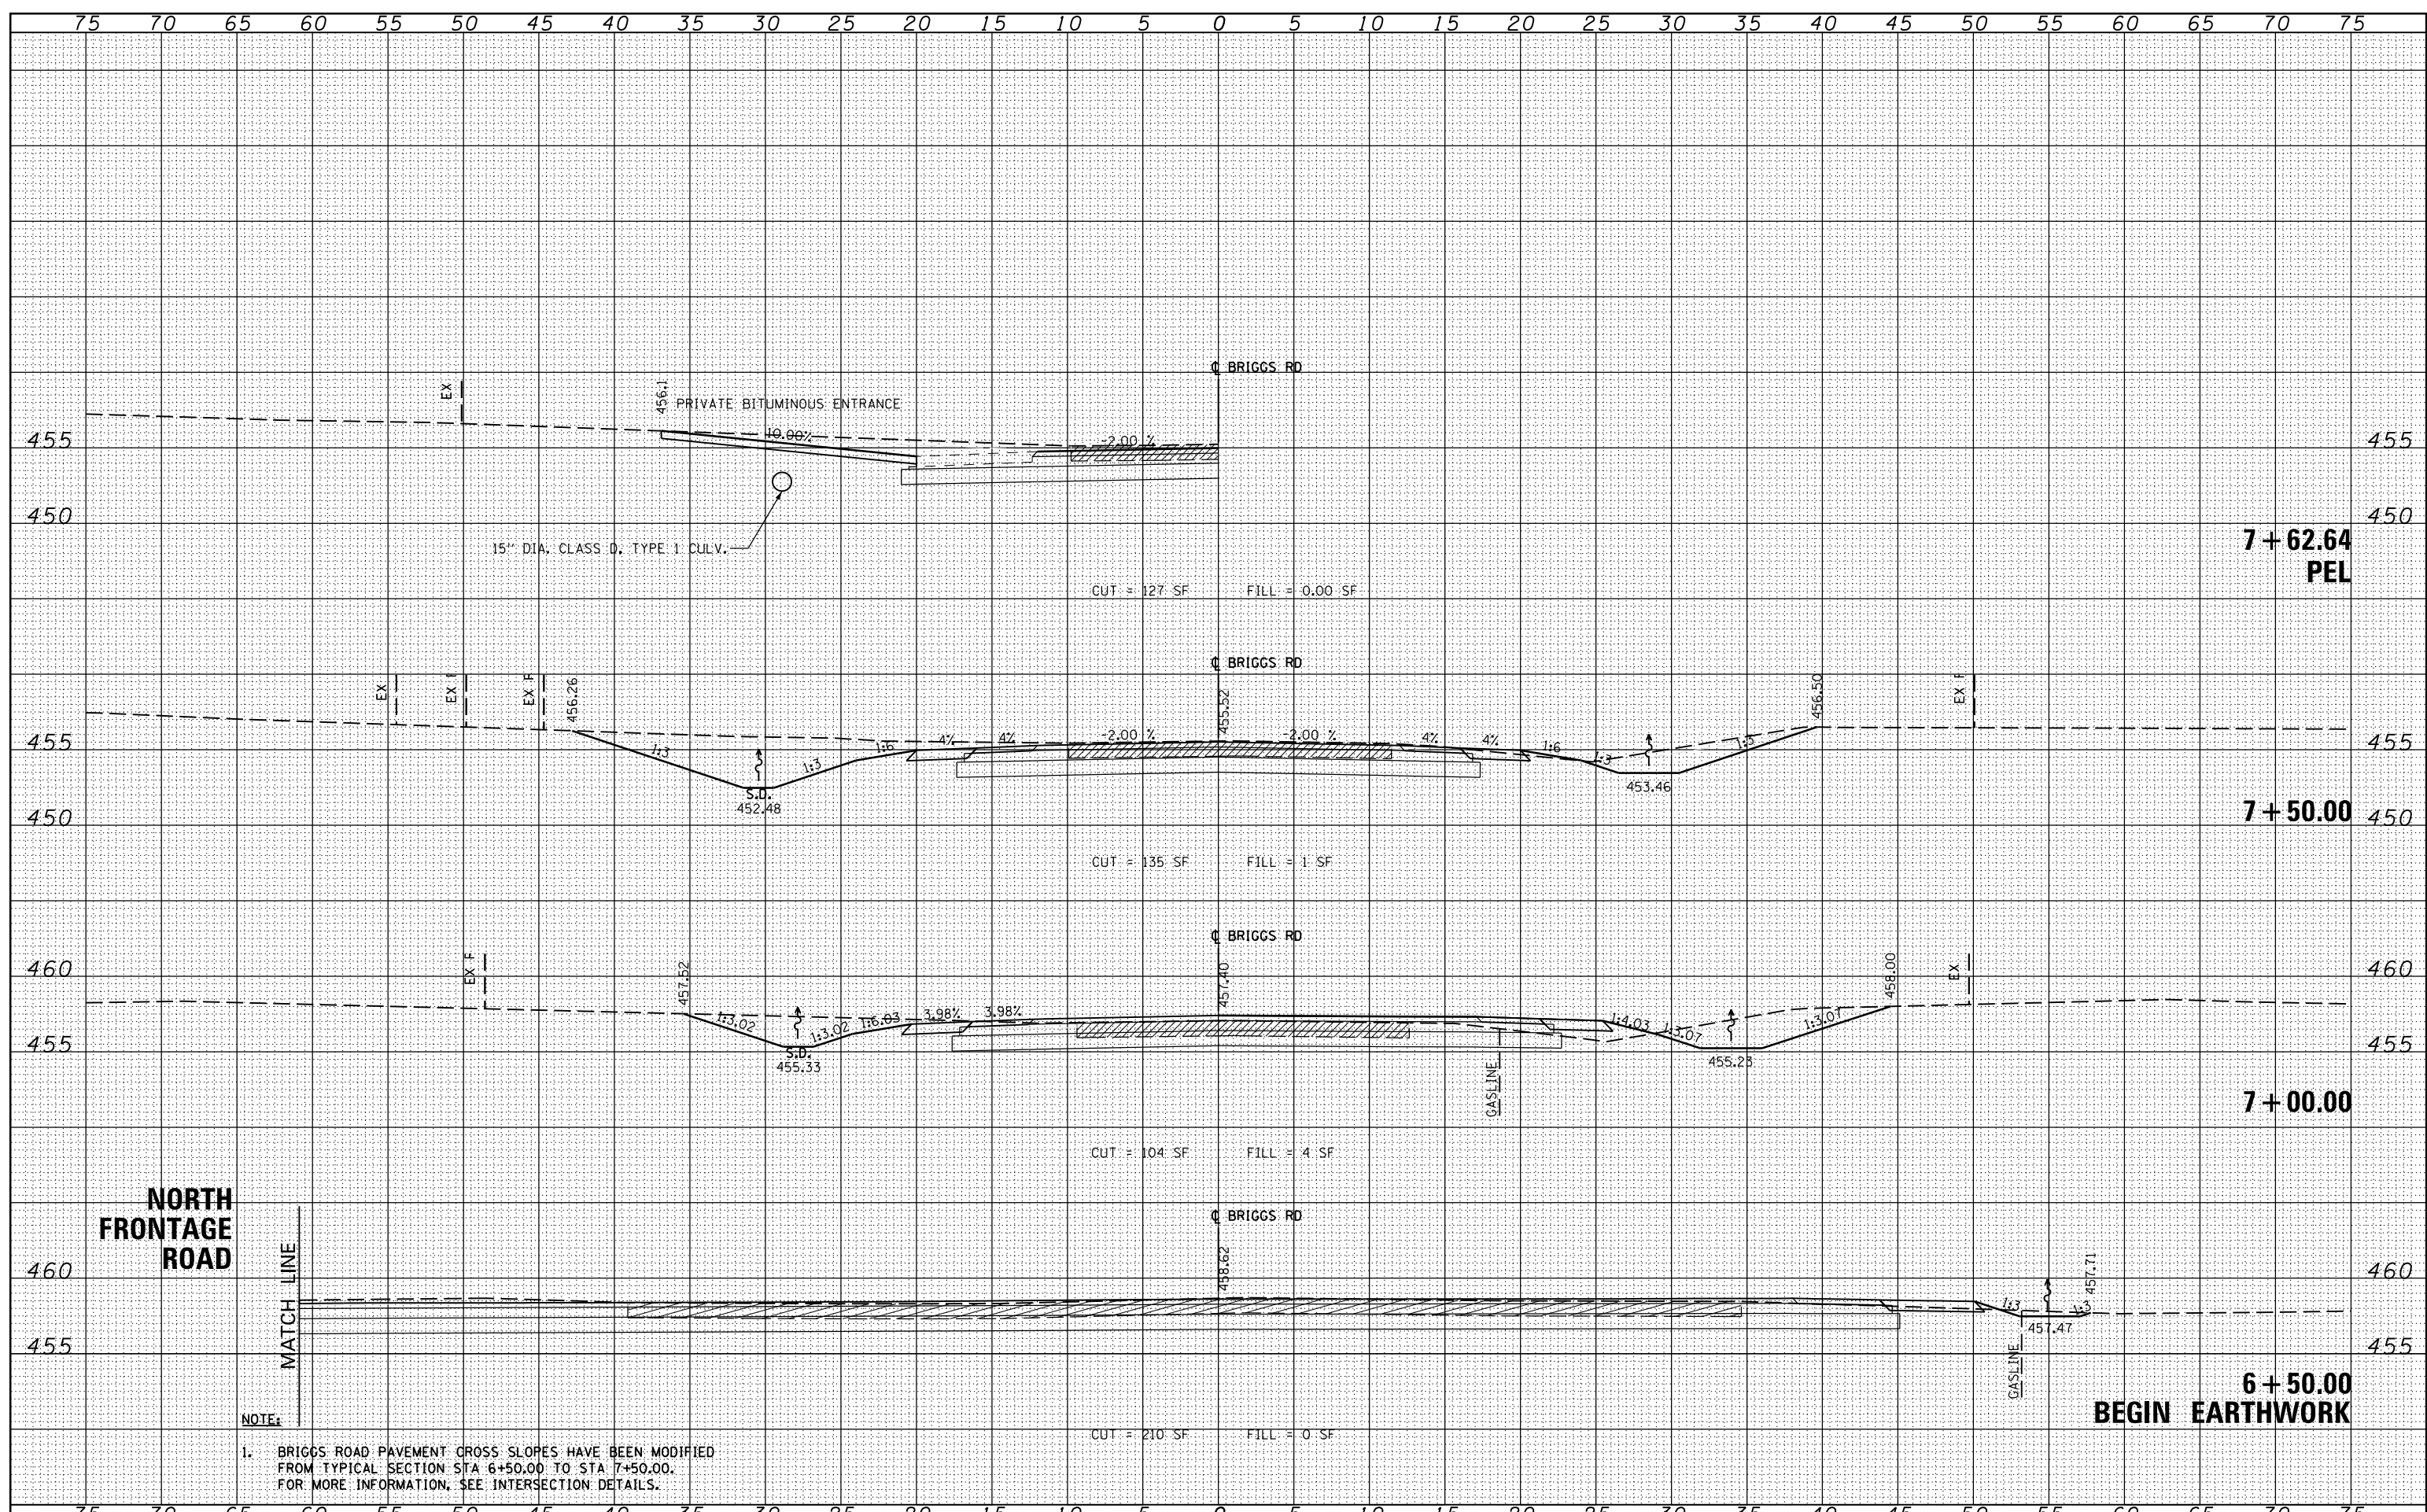 75 70 65 60 55 50 45 40 35 30 25 20 15 10 5 0 5 10 15 20 25 30 35 40 45 50 55 60 65 70 75
℄ BRIGGS RD
EX
456.1
PRIVATE BITUMINOUS ENTRANCE
10.00%
-2.00 %
455 455
450 450
15" DIA. CLASS D, TYPE 1 CULV.
7+62.64
PEL
CUT = 127 SF FILL = 0.00 SF
℄ BRIGGS RD
EX
EX
EX F
456.26
455.52
456.50
EX F
455 455
1:3
1:3
1:6
4%
4%
-2.00 %
-2.00 %
4%
4%
1:6
1:3
1:3
S.D.
452.48
453.46
450 450
7+50.00
CUT = 135 SF FILL = 1 SF
℄ BRIGGS RD
460 460
EX F
457.52
457.40
458.00
EX
1:3.02
1:3.02
1:6.03
3.98%
3.98%
1:4.03
1:3.07
1:3.07
455 455
S.D.
455.33
455.23
GASLINE
7+00.00
CUT = 104 SF FILL = 4 SF
NORTH
FRONTAGE
ROAD
MATCH LINE
℄ BRIGGS RD
460 460
458.62
457.71
1:3
1:3
457.47
455 455
GASLINE
6+50.00
BEGIN EARTHWORK
CUT = 210 SF FILL = 0 SF
NOTE:
1. BRIGGS ROAD PAVEMENT CROSS SLOPES HAVE BEEN MODIFIED
FROM TYPICAL SECTION STA 6+50.00 TO STA 7+50.00.
FOR MORE INFORMATION, SEE INTERSECTION DETAILS.
75 70 65 60 55 50 45 40 35 30 25 20 15 10 5 0 5 10 15 20 25 30 35 40 45 50 55 60 65 70 75